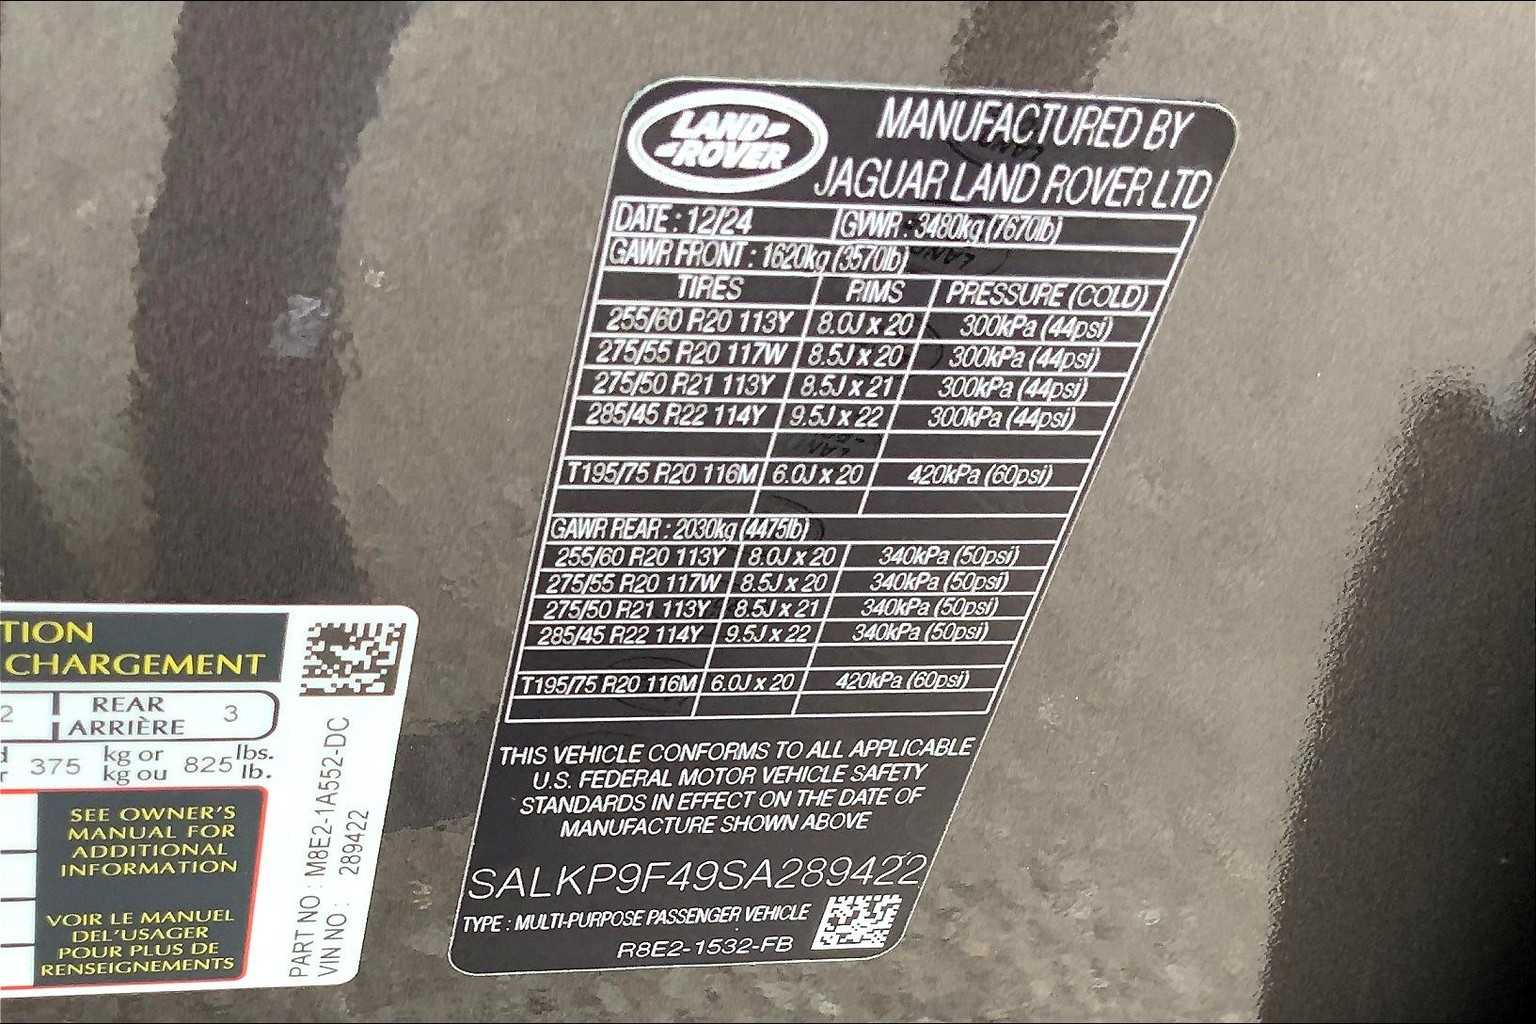 LAND-
-ROVER
MANUFACTURED BY
JAGUAR LAND ROVER LTD
DATE : 12/24 GVWR : 3480kg (7670lb)
GAWR FRONT : 1620kg (3570lb)
TIRES RIMS PRESSURE (COLD)
255/60 R20 113Y 8.0J x 20 300kPa (44psi)
275/55 R20 117W 8.5J x 20 300kPa (44psi)
275/50 R21 113Y 8.5J x 21 300kPa (44psi)
285/45 R22 114Y 9.5J x 22 300kPa (44psi)
T195/75 R20 116M 6.0J x 20 420kPa (60psi)
GAWR REAR : 2030kg (4475lb)
255/60 R20 113Y 8.0J x 20 340kPa (50psi)
275/55 R20 117W 8.5J x 20 340kPa (50psi)
275/50 R21 113Y 8.5J x 21 340kPa (50psi)
285/45 R22 114Y 9.5J x 22 340kPa (50psi)
T195/75 R20 116M 6.0J x 20 420kPa (60psi)
THIS VEHICLE CONFORMS TO ALL APPLICABLE
U.S. FEDERAL MOTOR VEHICLE SAFETY
STANDARDS IN EFFECT ON THE DATE OF
MANUFACTURE SHOWN ABOVE
SALKP9F49SA289422
TYPE : MULTI-PURPOSE PASSENGER VEHICLE
R8E2-1532-FB
TION
CHARGEMENT
2 REAR 3
ARRIÈRE
375 kg or 825 lbs.
kg ou lb.
SEE OWNER'S
MANUAL FOR
ADDITIONAL
INFORMATION
VOIR LE MANUEL
DEL'USAGER
POUR PLUS DE
RENSEIGNEMENTS
PART NO : M8E2-1A552-DC
VIN NO : 289422